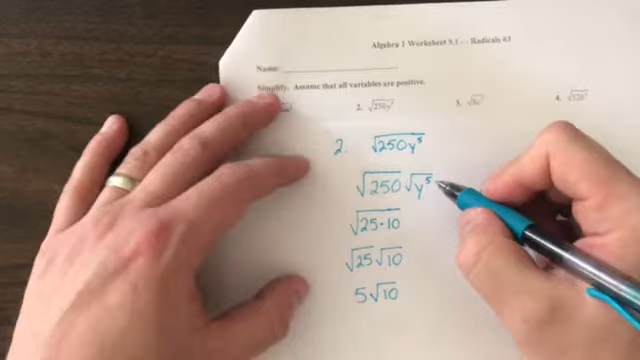 Algebra 1 Worksheet 9.1 — Radicals #3
Name:
Simplify. Assume that all variables are positive.
2. √250y⁵ 3. 4.
2. √250y⁵
√250 √y⁵
√25·10
√25 √10
5√10